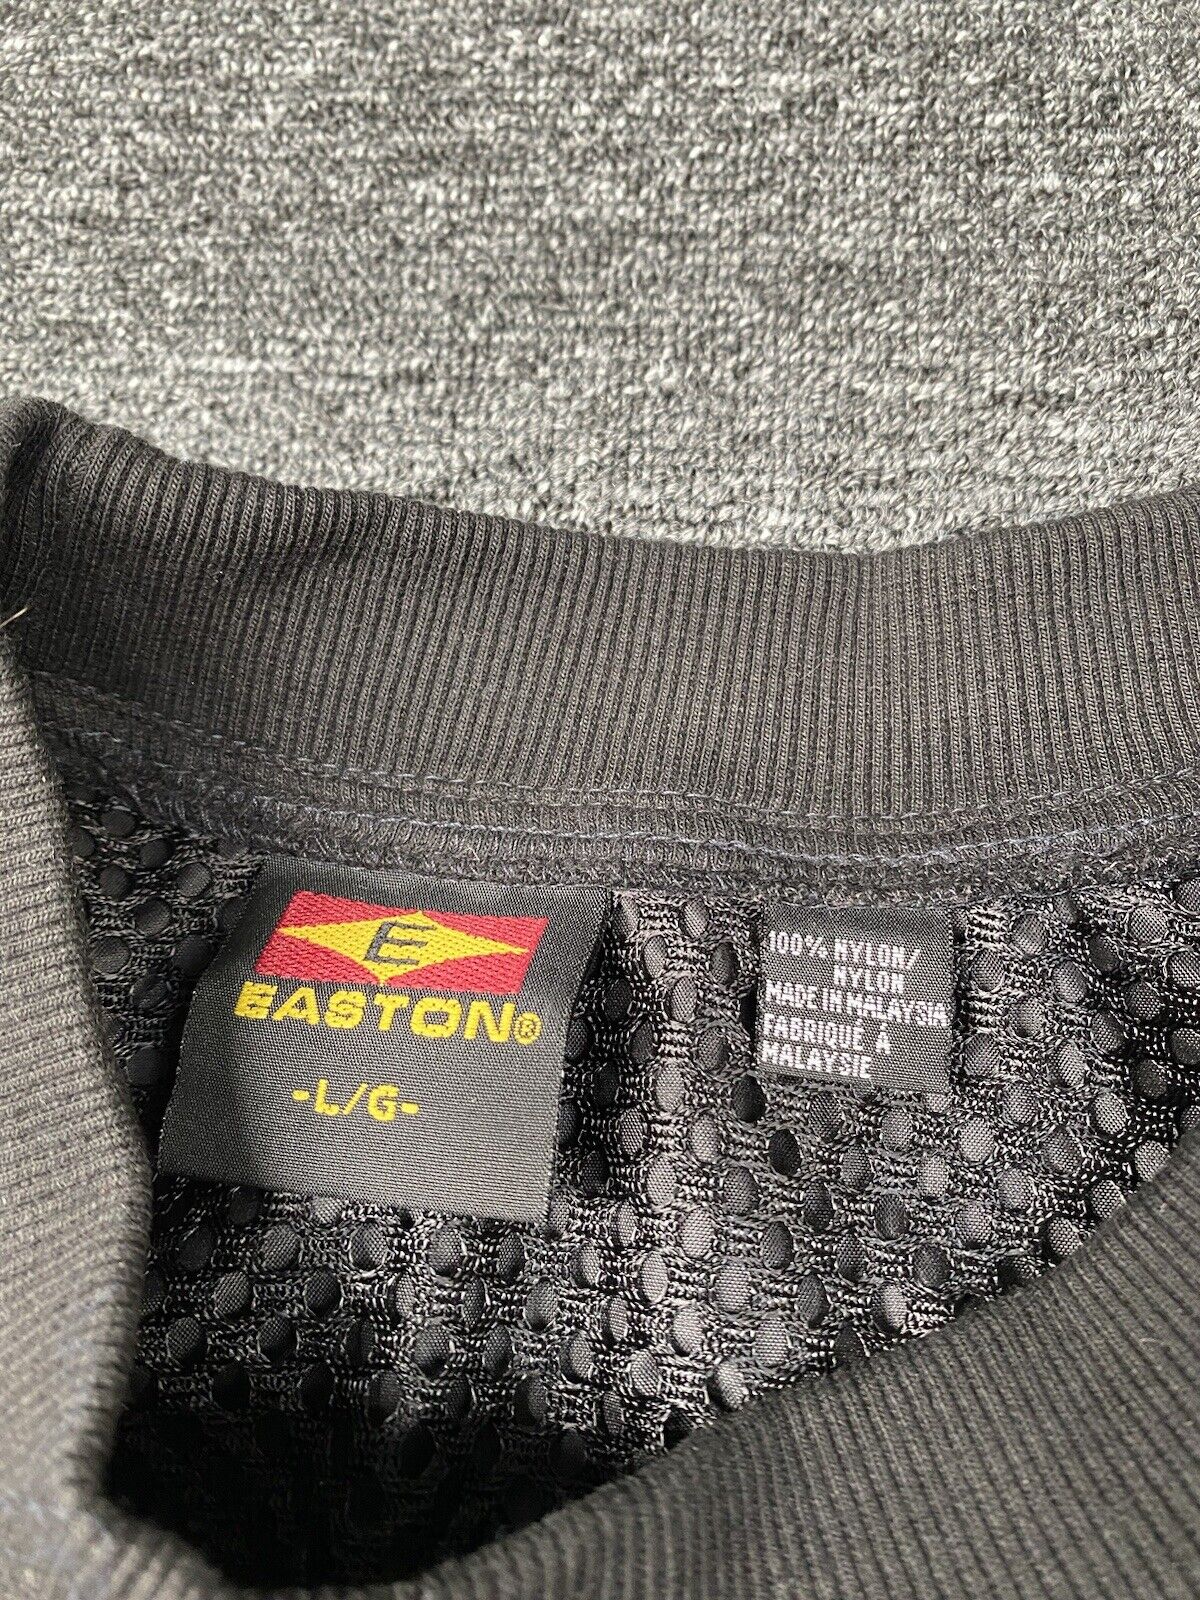 E
EASTON®
-L/G-
100% NYLON/
NYLON
MADE IN MALAYSIA
FABRIQUÉ À
MALAYSIE